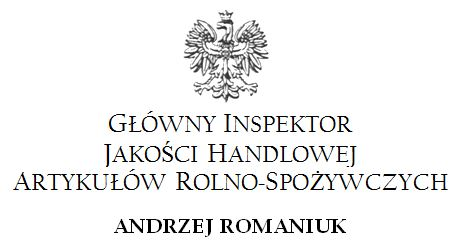 GŁÓWNY INSPEKTOR
JAKOŚCI HANDLOWEJ
ARTYKUŁÓW ROLNO-SPOŻYWCZYCH
ANDRZEJ ROMANIUK